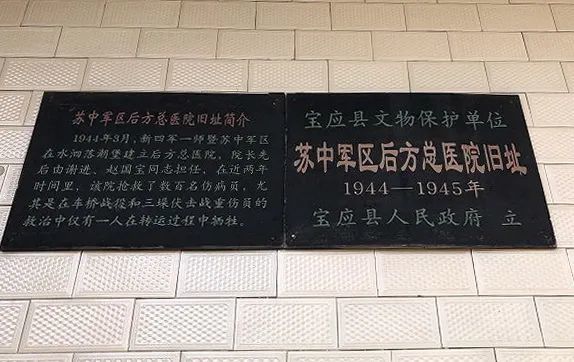 苏中军区后方总医院旧址简介
1944年3月，新四军一师暨苏中军区
在水泗芦湖堡建立后方总医院，院长先
后由谢进、赵国宝同志担任，在近两年
时间里，该院抢救了数百名伤病员，尤
其是在车桥战役和三垛伏击战重伤员的
救治中仅有一人在转运过程中牺牲。
宝应县文物保护单位
苏中军区后方总医院旧址
1944—1945年
宝应县人民政府 立